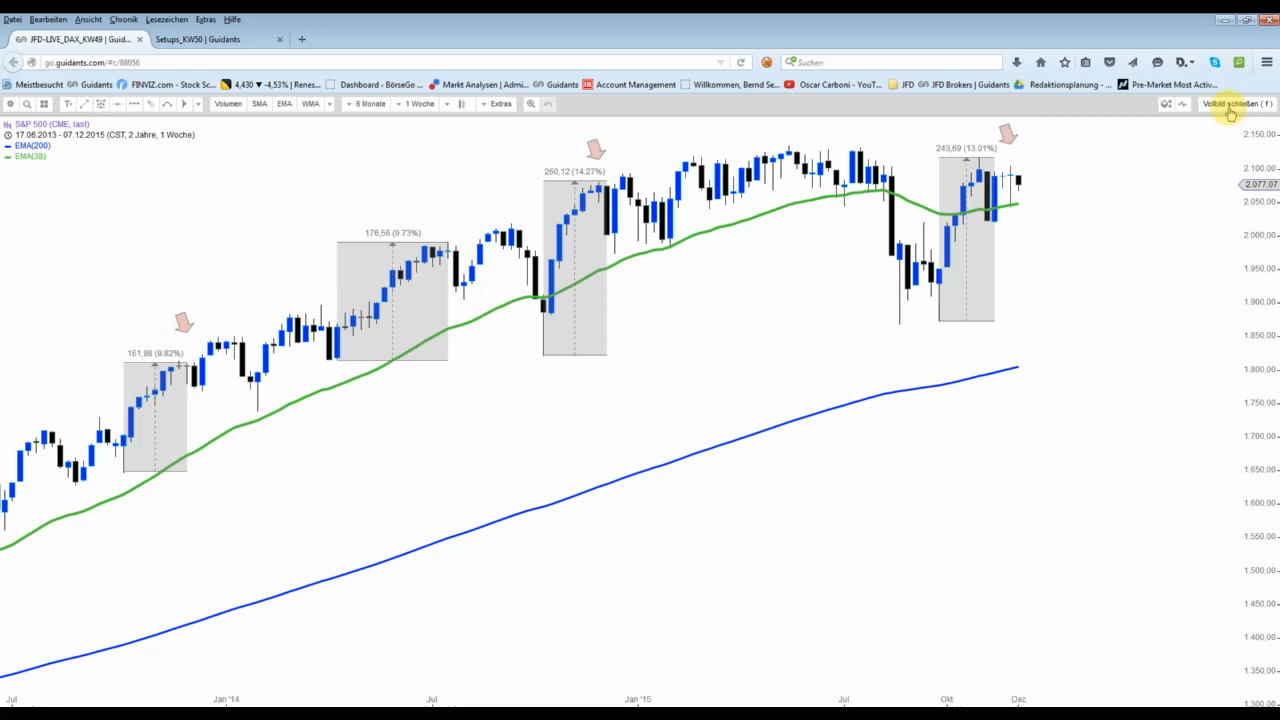 Datei Bearbeiten Ansicht Chronik Lesezeichen Extras Hilfe
JFD-LIVE_DAX_KW49 | Guid... Setups_KW50 | Guidants
go.guidants.com/#c/88056 Suchen
Meistbesucht Guidants FINVIZ.com - Stock Sc... 4,430 ▼ -4,53% | Renes... Dashboard - BörseGo ... Markt Analysen | Admi... Guidants Account Management Willkommen, Bernd Se... Oscar Carboni - YouT... JFD JFD Brokers | Guidants Redaktionsplanung - ... Pre-Market Most Activ...
Volumen SMA EMA WMA 6 Monate 1 Woche Extras Vollbild schließen ( f )
S&P 500 (CME, last)
17.06.2013 - 07.12.2015 (CST, 2 Jahre, 1 Woche)
EMA(200)
EMA(38)
2.150,00
243,69 (13.01%)
2.100,00
260,12 (14.27%)
2.077,07
2.050,00
176,56 (9.73%)
2.000,00
1.950,00
1.900,00
1.850,00
161,98 (9.82%)
1.800,00
1.750,00
1.700,00
1.650,00
1.600,00
1.550,00
1.500,00
1.450,00
1.400,00
1.350,00
1.300,00
Jul Jan '14 Jul Jan '15 Jul Okt Dez